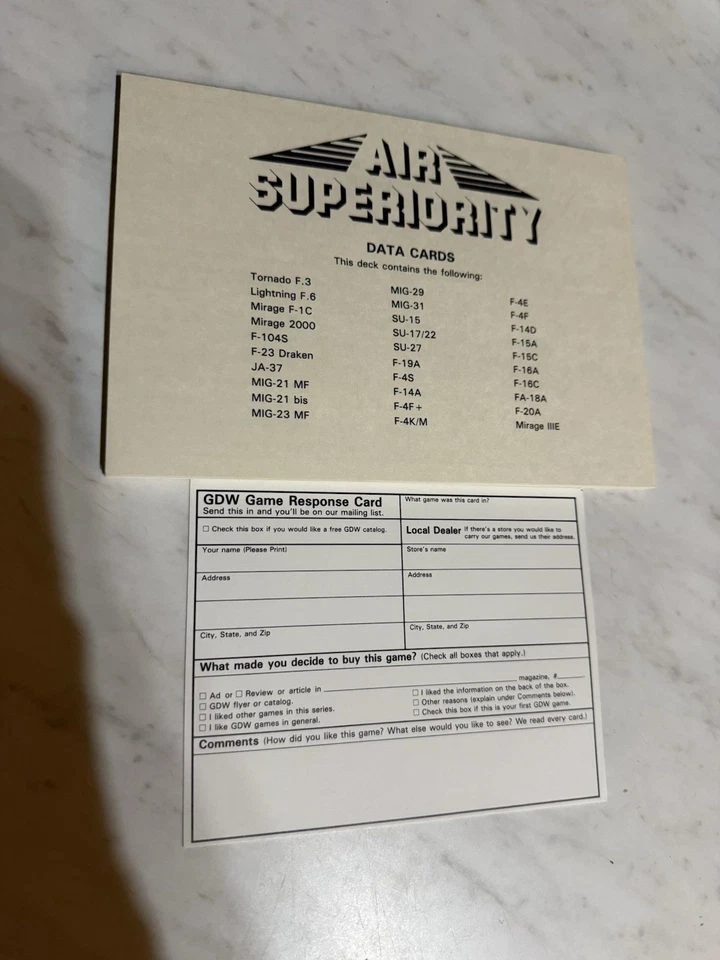 AIR
SUPERIORITY
DATA CARDS
This deck contains the following:
Tornado F.3
Lightning F.6
Mirage F-1C
Mirage 2000
F-104S
F-23 Draken
JA-37
MIG-21 MF
MIG-21 bis
MIG-23 MF
MIG-29
MIG-31
SU-15
SU-17/22
SU-27
F-19A
F-4S
F-14A
F-4F+
F-4K/M
F-4E
F-4F
F-14D
F-15A
F-15C
F-16A
F-16C
FA-18A
F-20A
Mirage IIIE
GDW Game Response Card
Send this in and you'll be on our mailing list.
What game was this card in?
☐ Check this box if you would like a free GDW catalog.
Local Dealer If there's a store you would like to
carry our games, send us their address.
Your name (Please Print)
Store's name
Address
Address
City, State, and Zip
City, State, and Zip
What made you decide to buy this game? (Check all boxes that apply.)
☐ Ad or ☐ Review or article in ______ magazine, #____
☐ GDW flyer or catalog.
☐ I liked other games in this series.
☐ I like GDW games in general.
☐ I liked the information on the back of the box.
☐ Other reasons (explain under Comments below).
☐ Check this box if this is your first GDW game.
Comments (How did you like this game? What else would you like to see? We read every card.)